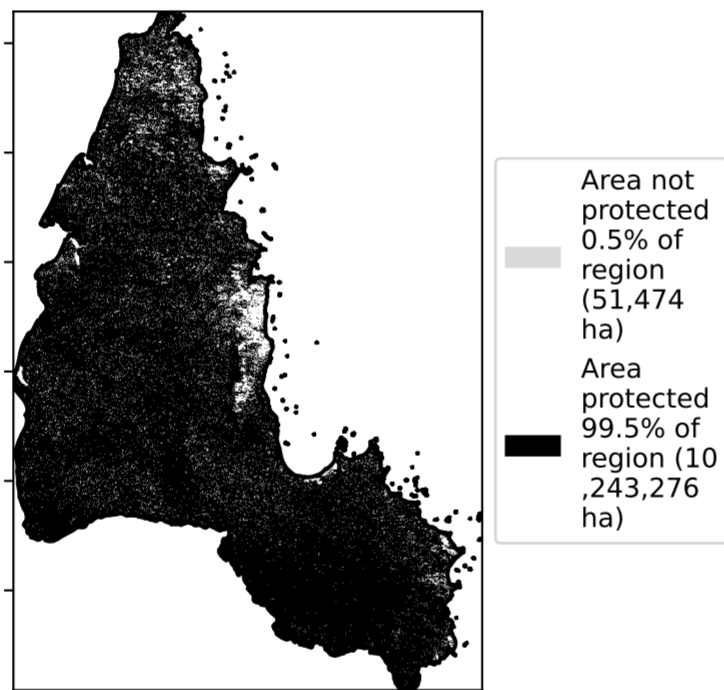 Area not
protected
0.5% of
region
(51,474
ha)
Area
protected
99.5% of
region (10
,243,276
ha)